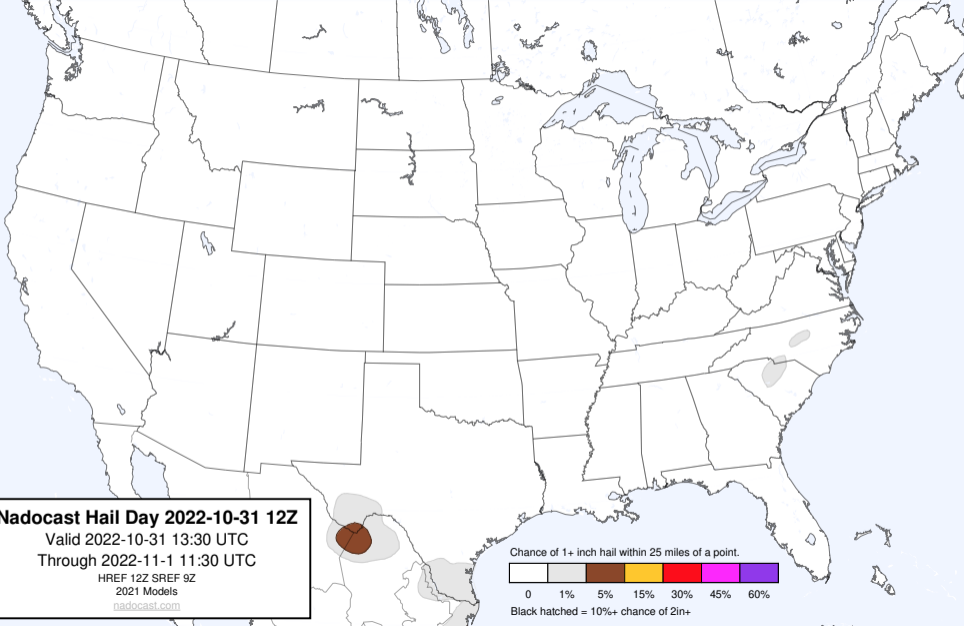 Nadocast Hail Day 2022-10-31 12Z
Valid 2022-10-31 13:30 UTC
Through 2022-11-1 11:30 UTC
HREF 12Z SREF 9Z
2021 Models
nadocast.com
Chance of 1+ inch hail within 25 miles of a point.
0 1% 5% 15% 30% 45% 60%
Black hatched = 10%+ chance of 2in+